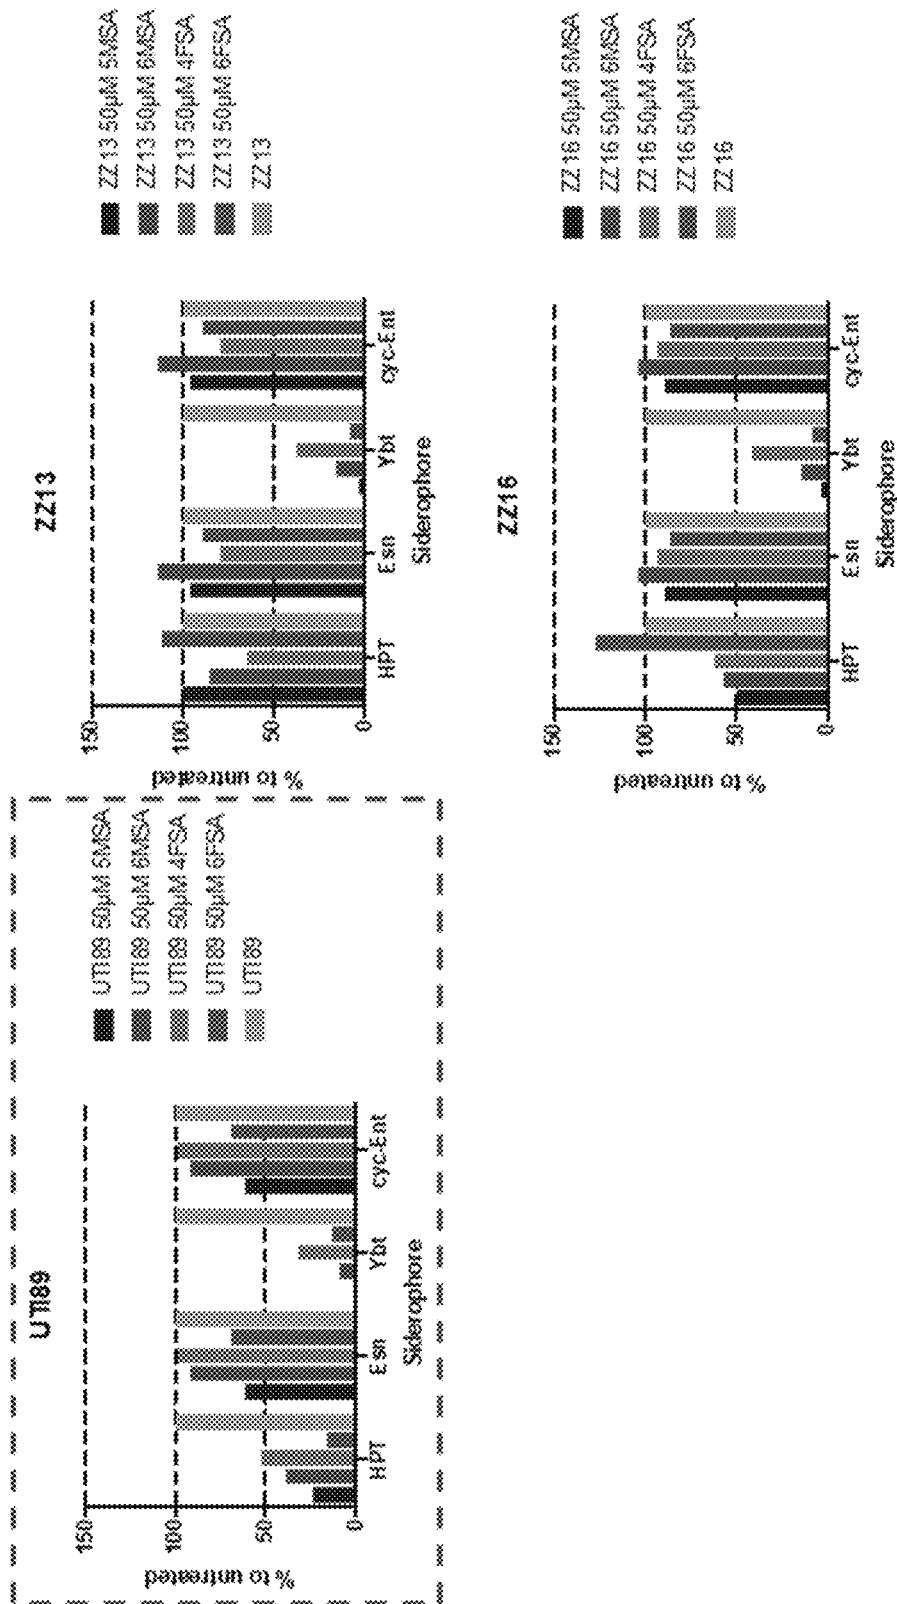 UTI89
% to untreated
150
100
50
0
HPT
Esn
Ybt
cyc-Ent
Siderophore
UTI89 50μM 5MSA
UTI89 50μM 6MSA
UTI89 50μM 4FSA
UTI89 50μM 6FSA
UTI89
ZZ13
% to untreated
150
100
50
0
HPT
Esn
Ybt
cyc-Ent
Siderophore
ZZ13 50μM 5MSA
ZZ13 50μM 6MSA
ZZ13 50μM 4FSA
ZZ13 50μM 6FSA
ZZ13
ZZ16
% to untreated
150
100
50
0
HPT
Esn
Ybt
cyc-Ent
Siderophore
ZZ16 50μM 5MSA
ZZ16 50μM 6MSA
ZZ16 50μM 4FSA
ZZ16 50μM 6FSA
ZZ16